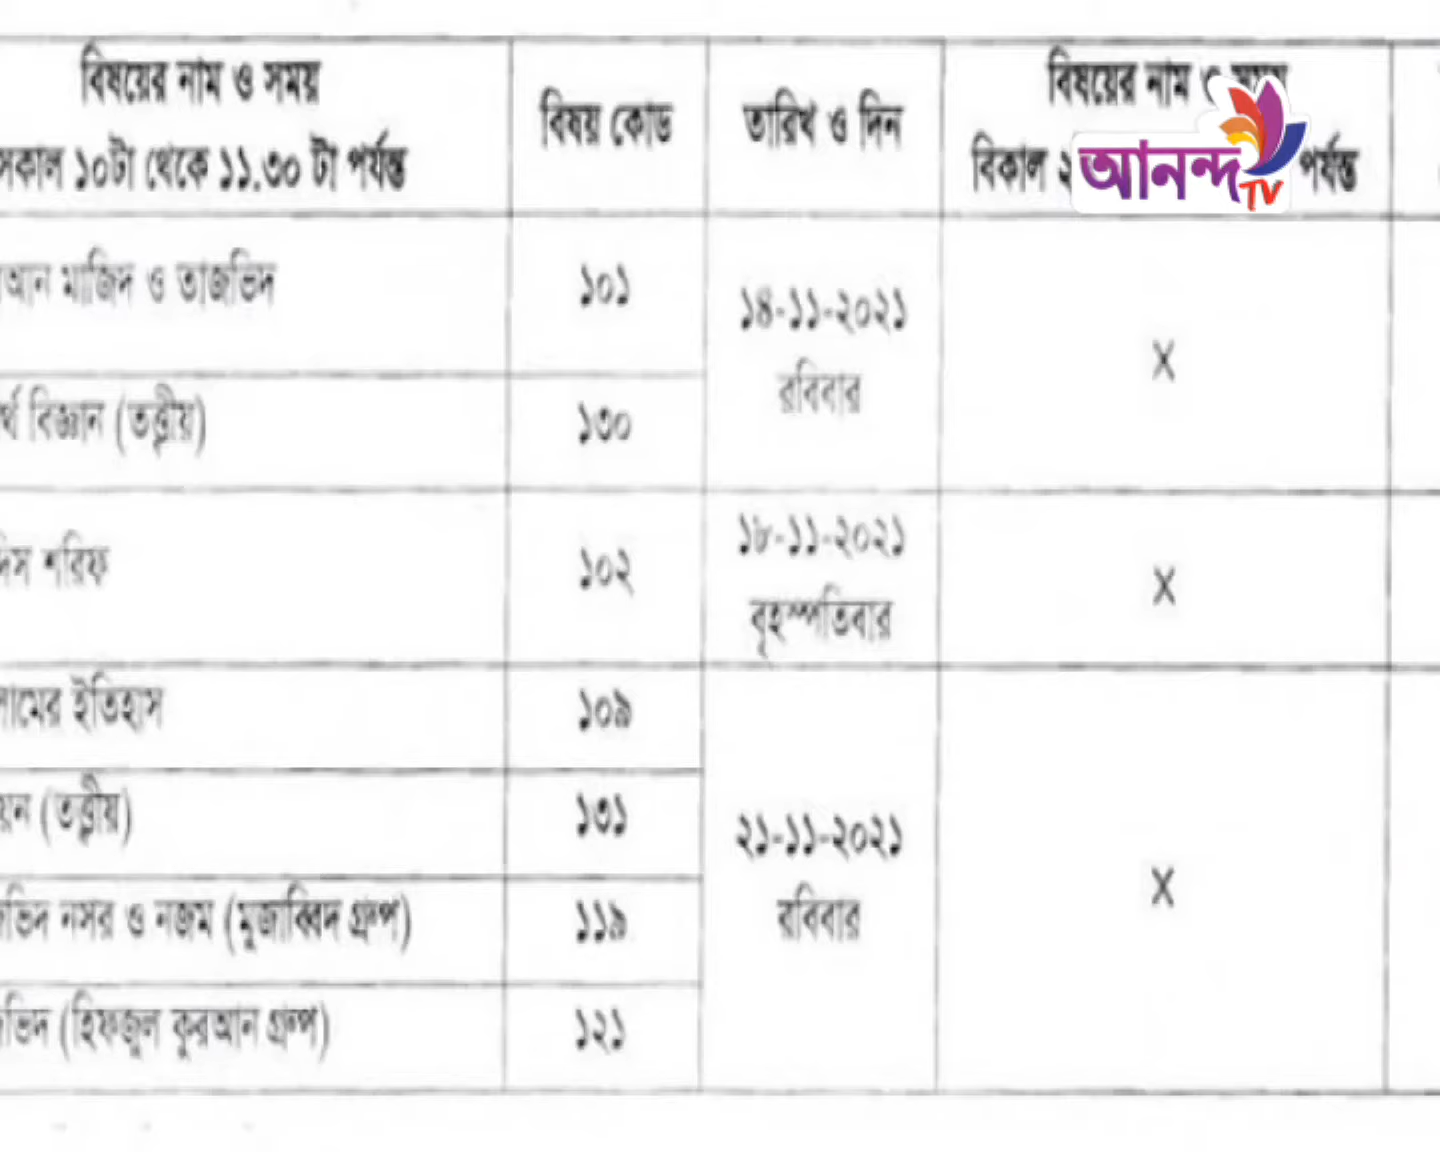 বিষয়ের নাম ও সময়
সকাল ১০টা থেকে ১১.৩০ টা পর্যন্ত
বিষয় কোড
তারিখ ও দিন
বিষয়ের নাম ও সময়
বিকাল ২ পর্যন্ত
আনন্দ
TV
আন মাজিদ ও তাজভিদ
১০১
১৪-১১-২০২১
রবিবার
X
র্থ বিজ্ঞান (তত্ত্বীয়)
১৩০
দিস শরিফ
১০২
১৮-১১-২০২১
বৃহস্পতিবার
X
লামের ইতিহাস
১০৯
২১-১১-২০২১
রবিবার
X
য়ন (তত্ত্বীয়)
১৩১
ভিদ নসর ও নজম (মুজাব্বিদ গ্রুপ)
১১৯
ভিদ (হিফজুল কুরআন গ্রুপ)
১২১